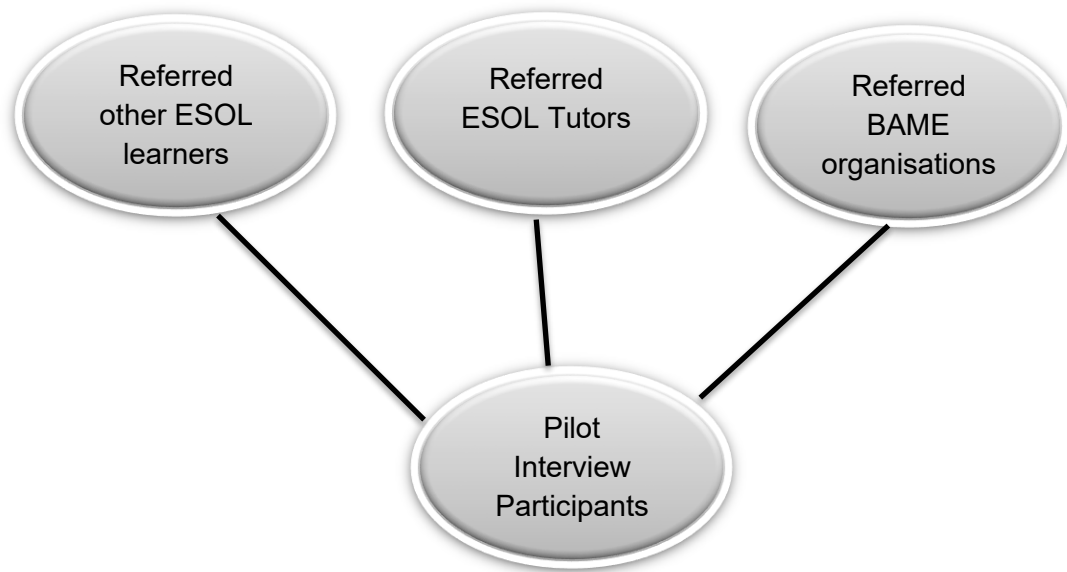 Referred
other ESOL
learners
Referred
ESOL Tutors
Referred
BAME
organisations
Pilot
Interview
Participants